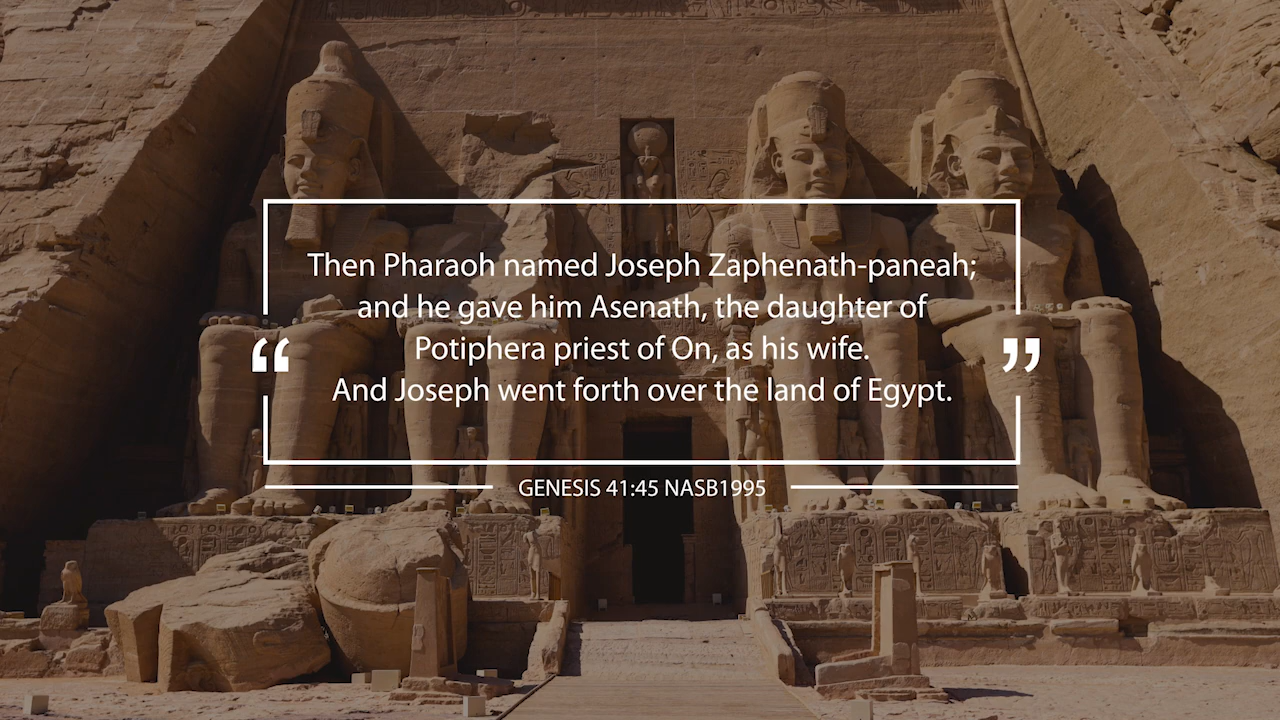 Then Pharaoh named Joseph Zaphenath-paneah;
and he gave him Asenath, the daughter of
“ Potiphera priest of On, as his wife. ”
And Joseph went forth over the land of Egypt.
GENESIS 41:45 NASB1995